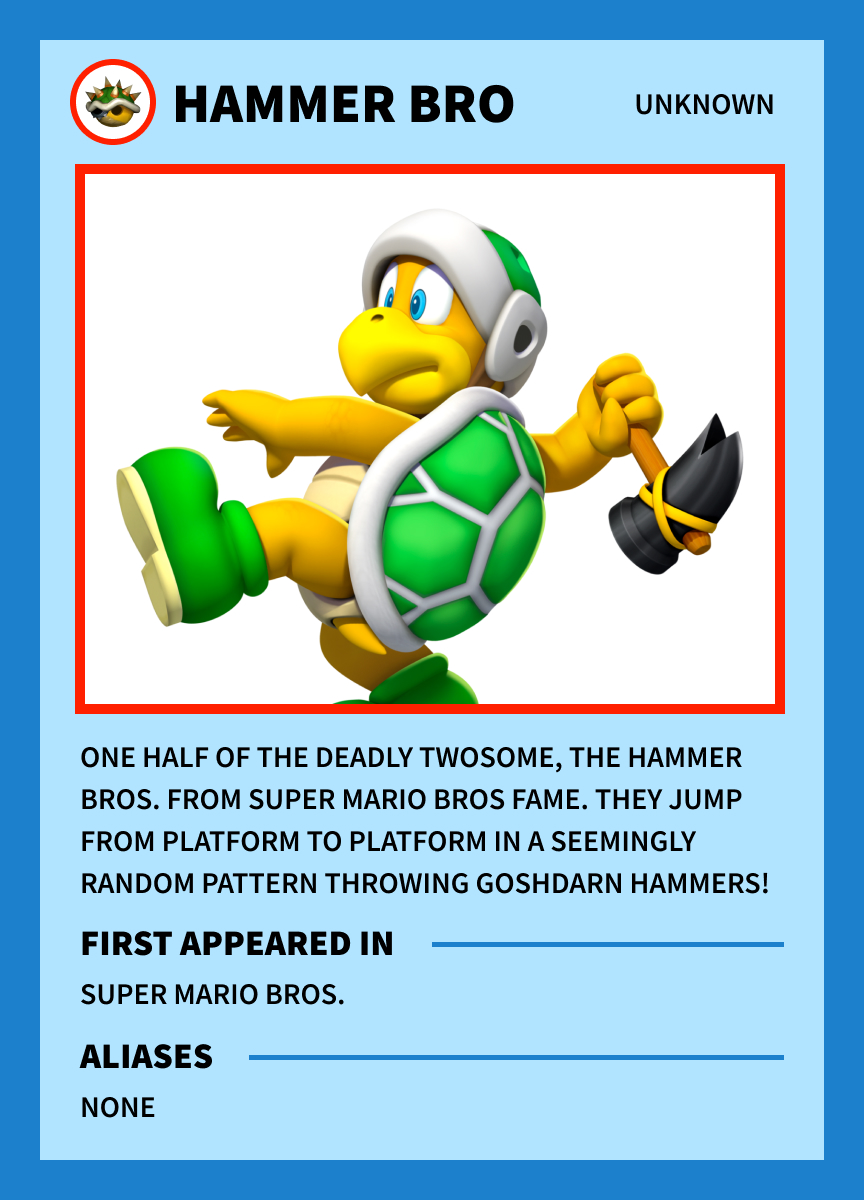 HAMMER BRO
UNKNOWN
ONE HALF OF THE DEADLY TWOSOME, THE HAMMER
BROS. FROM SUPER MARIO BROS FAME. THEY JUMP
FROM PLATFORM TO PLATFORM IN A SEEMINGLY
RANDOM PATTERN THROWING GOSHDARN HAMMERS!
FIRST APPEARED IN
SUPER MARIO BROS.
ALIASES
NONE